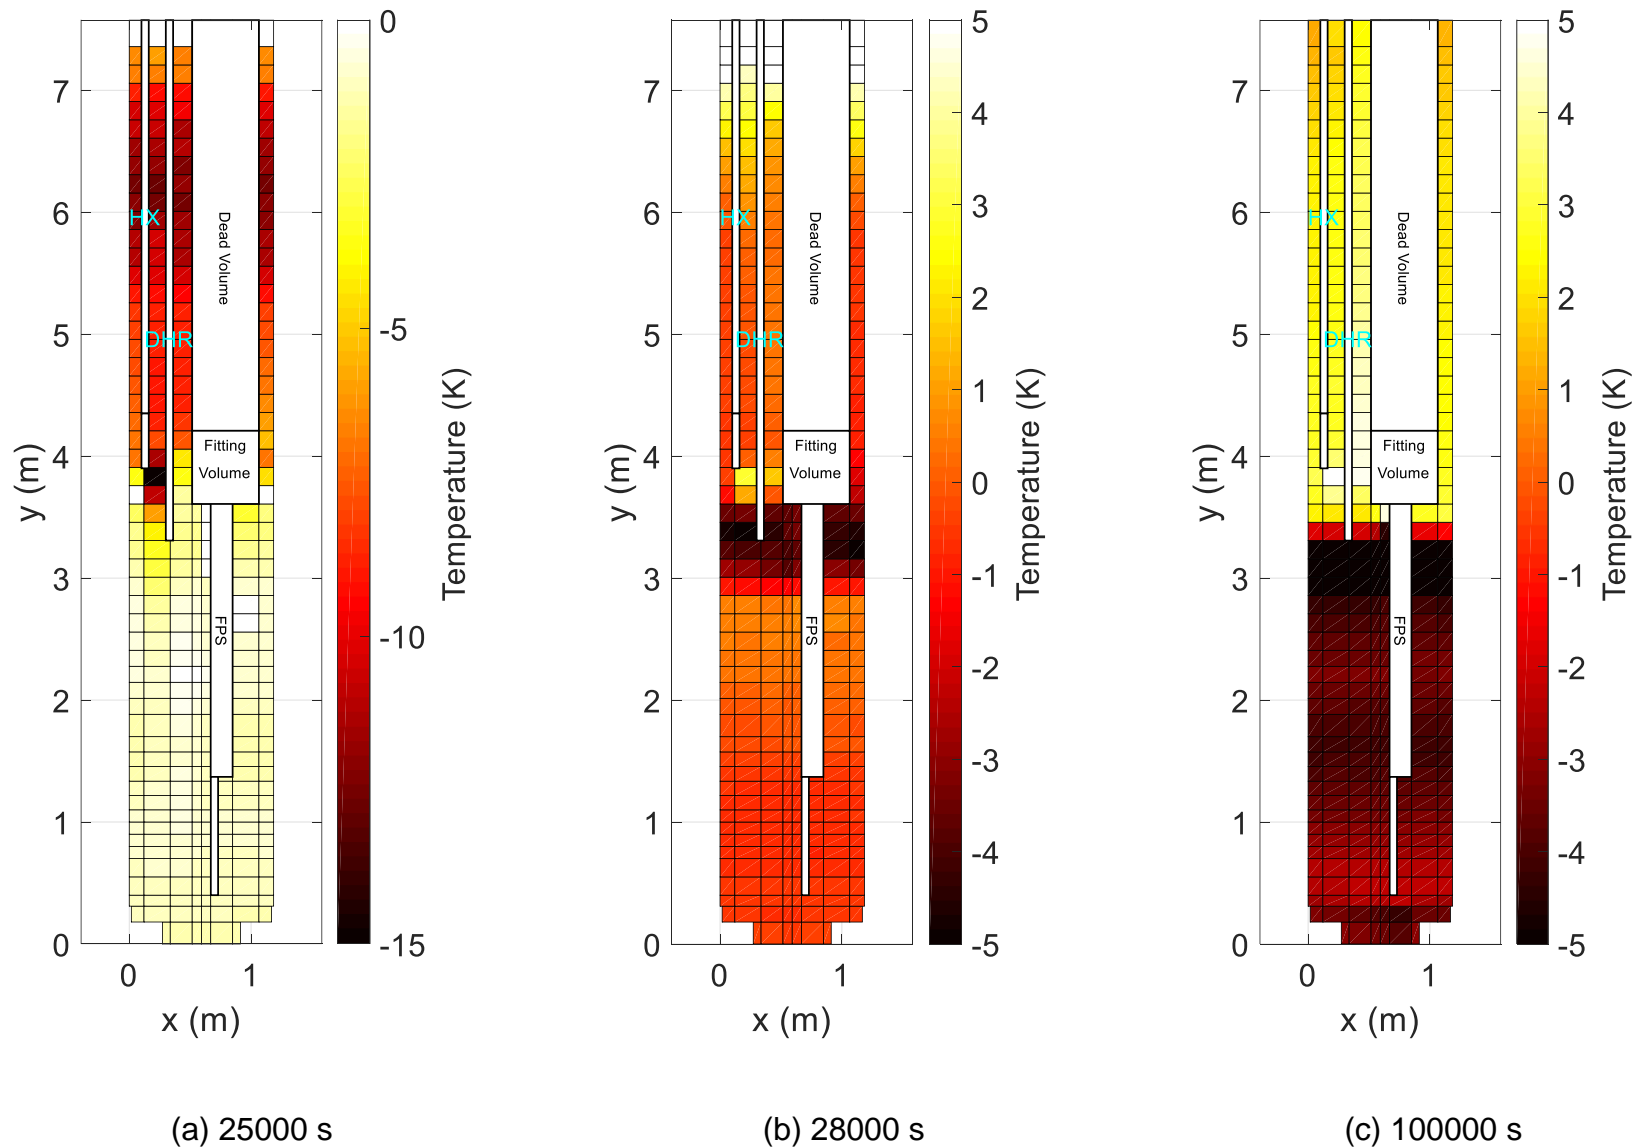 7
6
5
4
3
2
1
0
y (m)
0
1
x (m)
HX
DHR
Dead Volume
Fitting
Volume
FPS
0
-5
-10
-15
Temperature (K)
(a) 25000 s
7
6
5
4
3
2
1
0
y (m)
0
1
x (m)
HX
DHR
Dead Volume
Fitting
Volume
FPS
5
4
3
2
1
0
-1
-2
-3
-4
-5
Temperature (K)
(b) 28000 s
7
6
5
4
3
2
1
0
y (m)
0
1
x (m)
HX
DHR
Dead Volume
Fitting
Volume
FPS
5
4
3
2
1
0
-1
-2
-3
-4
-5
Temperature (K)
(c) 100000 s